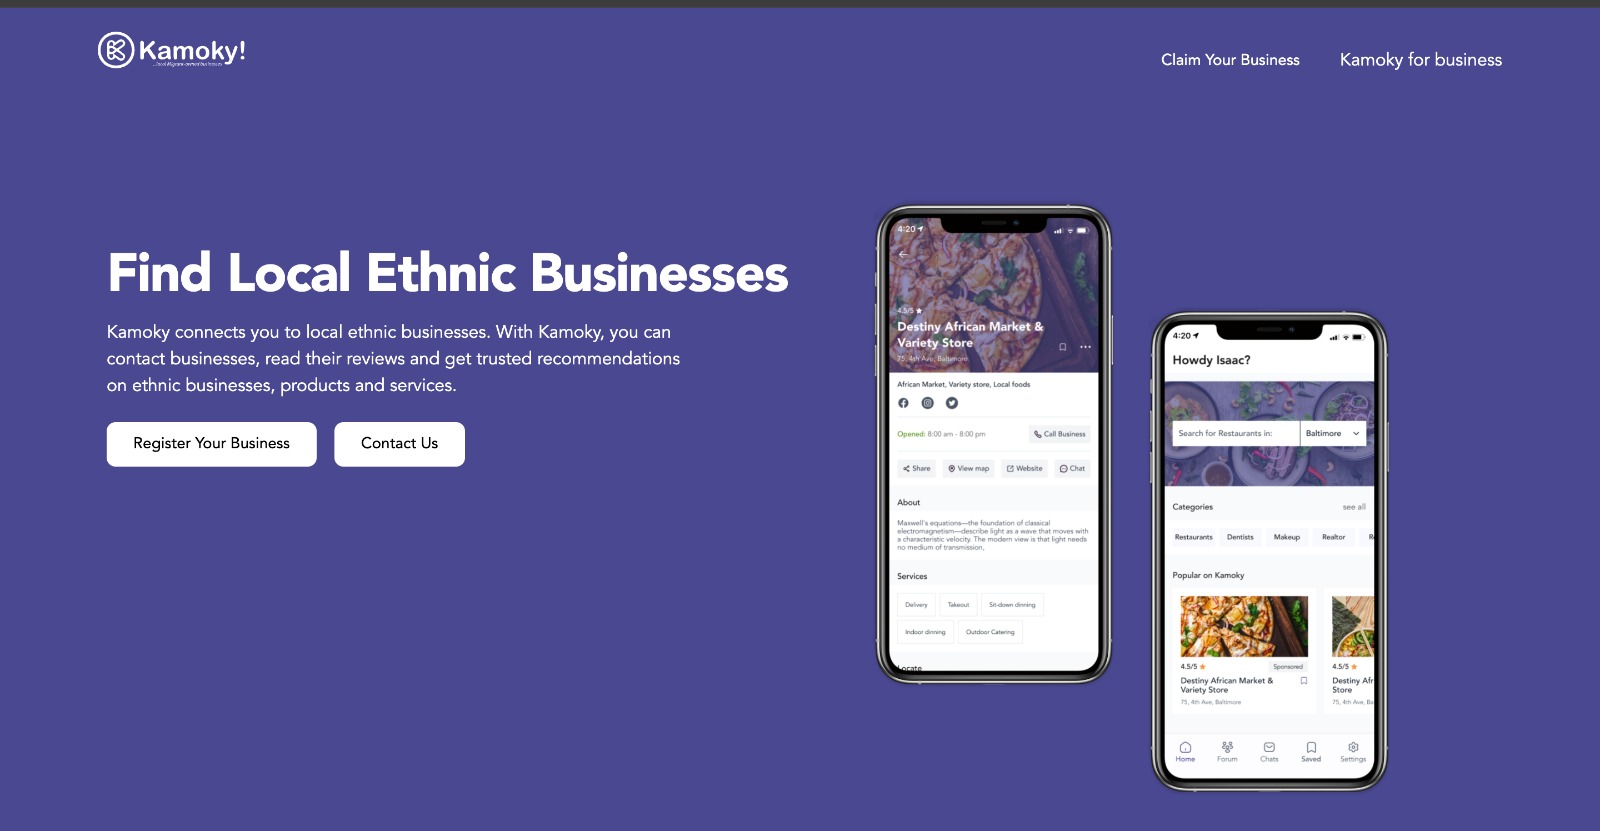 Kamoky!
...local Migrant-owned businesses
Claim Your Business
Kamoky for business
Find Local Ethnic Businesses
Kamoky connects you to local ethnic businesses. With Kamoky, you can
contact businesses, read their reviews and get trusted recommendations
on ethnic businesses, products and services.
Register Your Business
Contact Us
4:20
4.5/5
Destiny African Market &
Variety Store
75, 4th Ave, Baltimore
African Market, Variety store, Local foods
Opened: 8:00 am - 8:00 pm
Call Business
Share
View map
Website
Chat
About
Maxwell's equations—the foundation of classical
electromagnetism—describe light as a wave that moves with
a characteristic velocity. The modern view is that light needs
no medium of transmission,
Services
Delivery
Takeout
Sit-down dinning
Indoor dinning
Outdoor Catering
Locate
4:20
Howdy Isaac?
Search for Restaurants in:
Baltimore
Categories
see all
Restaurants
Dentists
Makeup
Realtor
Popular on Kamoky
4.5/5
Sponsored
Destiny African Market &
Variety Store
75, 4th Ave, Baltimore
4.5/5
Destiny Afr
Store
75, 4th Ave, Ba
Home
Forum
Chats
Saved
Settings